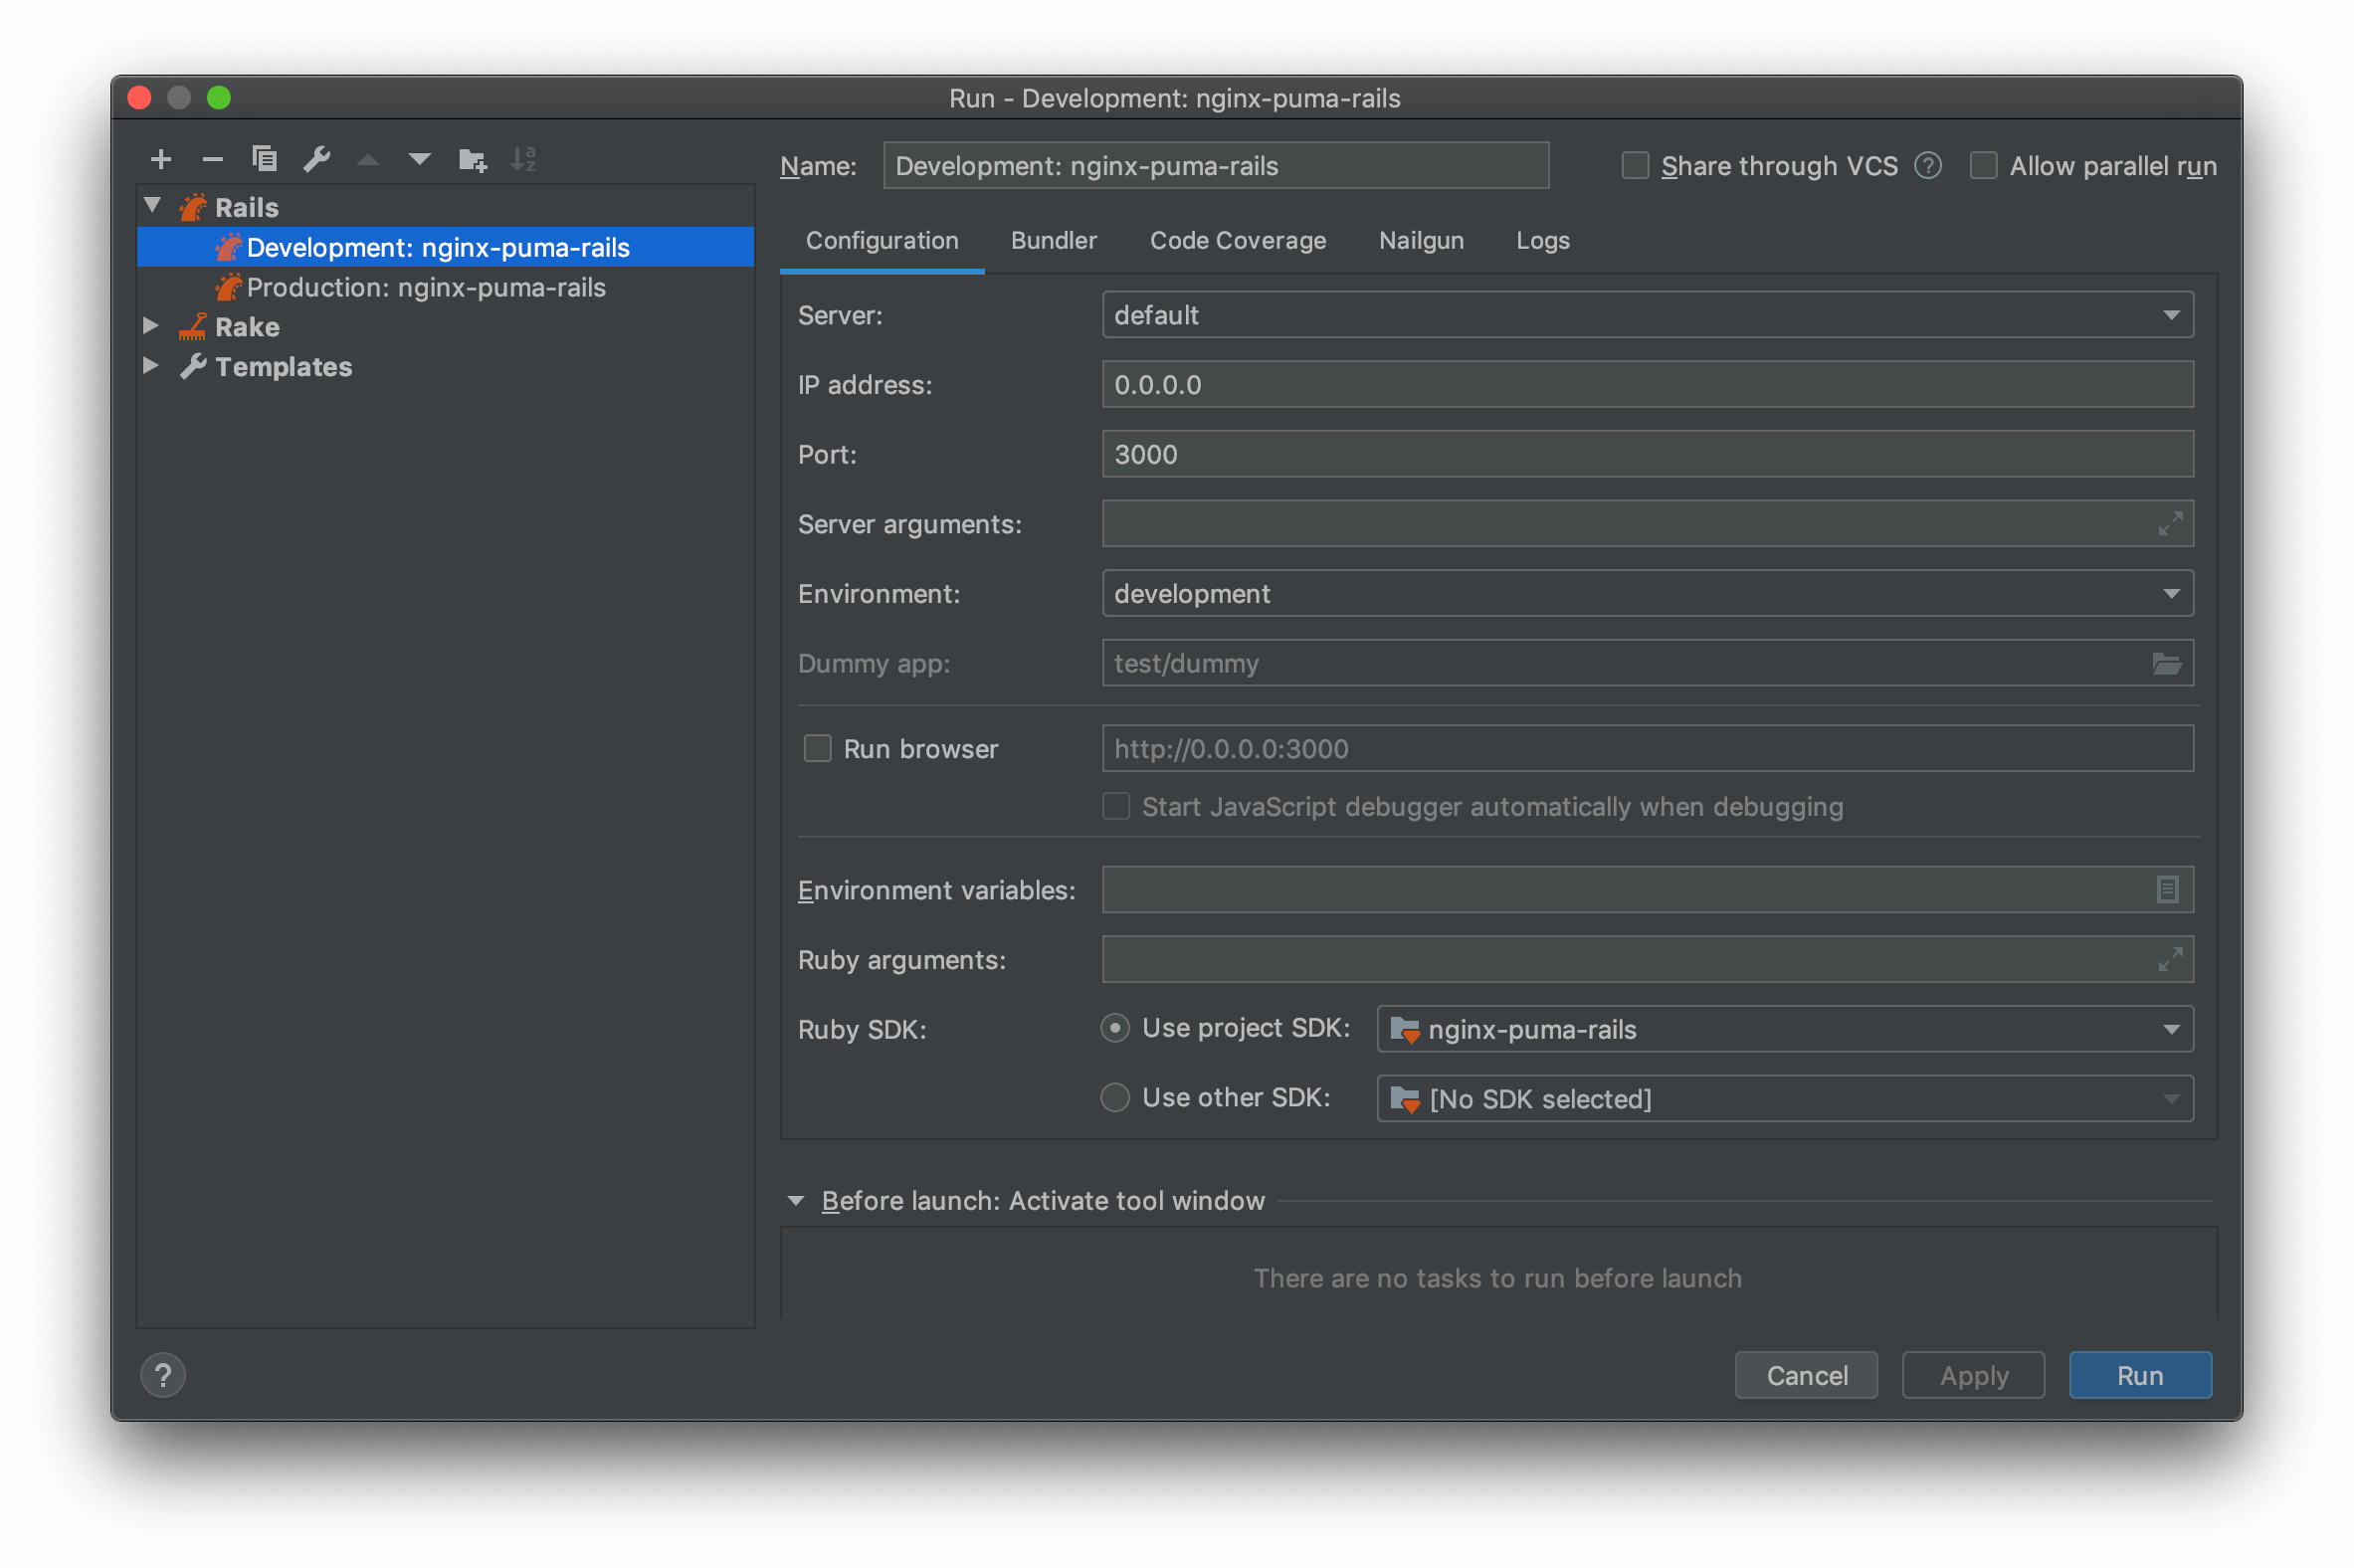 Run - Development: nginx-puma-rails
Name: Development: nginx-puma-rails Share through VCS ? Allow parallel run
Rails
Development: nginx-puma-rails
Production: nginx-puma-rails
Rake
Templates
Configuration Bundler Code Coverage Nailgun Logs
Server: default
IP address: 0.0.0.0
Port: 3000
Server arguments:
Environment: development
Dummy app: test/dummy
Run browser http://0.0.0.0:3000
Start JavaScript debugger automatically when debugging
Environment variables:
Ruby arguments:
Ruby SDK: Use project SDK: nginx-puma-rails
Use other SDK: [No SDK selected]
Before launch: Activate tool window
There are no tasks to run before launch
? Cancel Apply Run